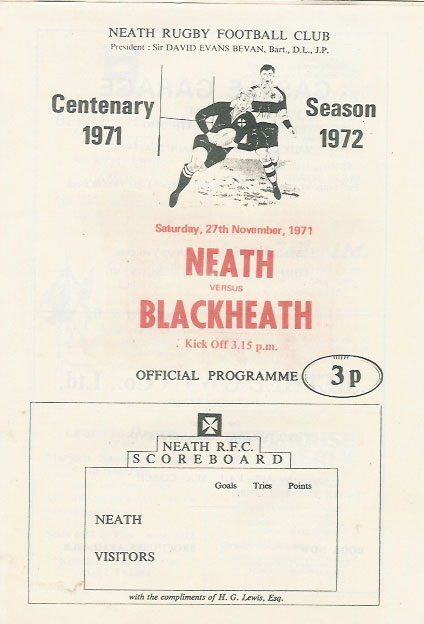 NEATH RUGBY FOOTBALL CLUB
President : Sir DAVID EVANS BEVAN, Bart., D.L., J.P.
Centenary Season
1971 1972
Saturday, 27th November, 1971
NEATH
VERSUS
BLACKHEATH
Kick Off 3.15 p.m.
OFFICIAL PROGRAMME 3p
NEATH R.F.C.
SCOREBOARD
Goals Tries Points
NEATH
VISITORS
with the compliments of H. G. Lewis, Esq.